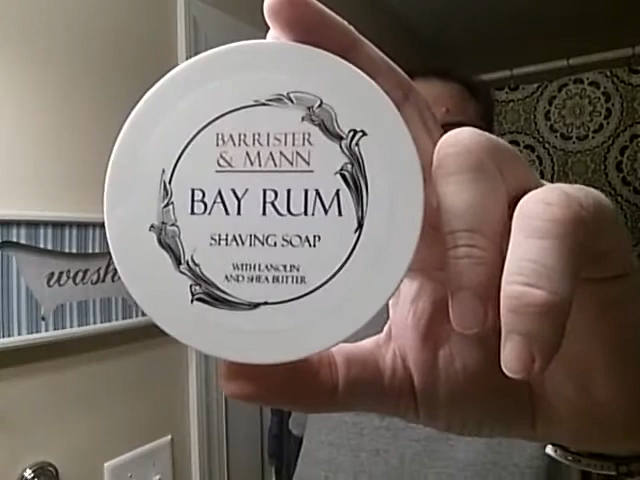 BARRISTER
& MANN
BAY RUM
SHAVING SOAP
WITH LANOLIN
AND SHEA BUTTER
wash